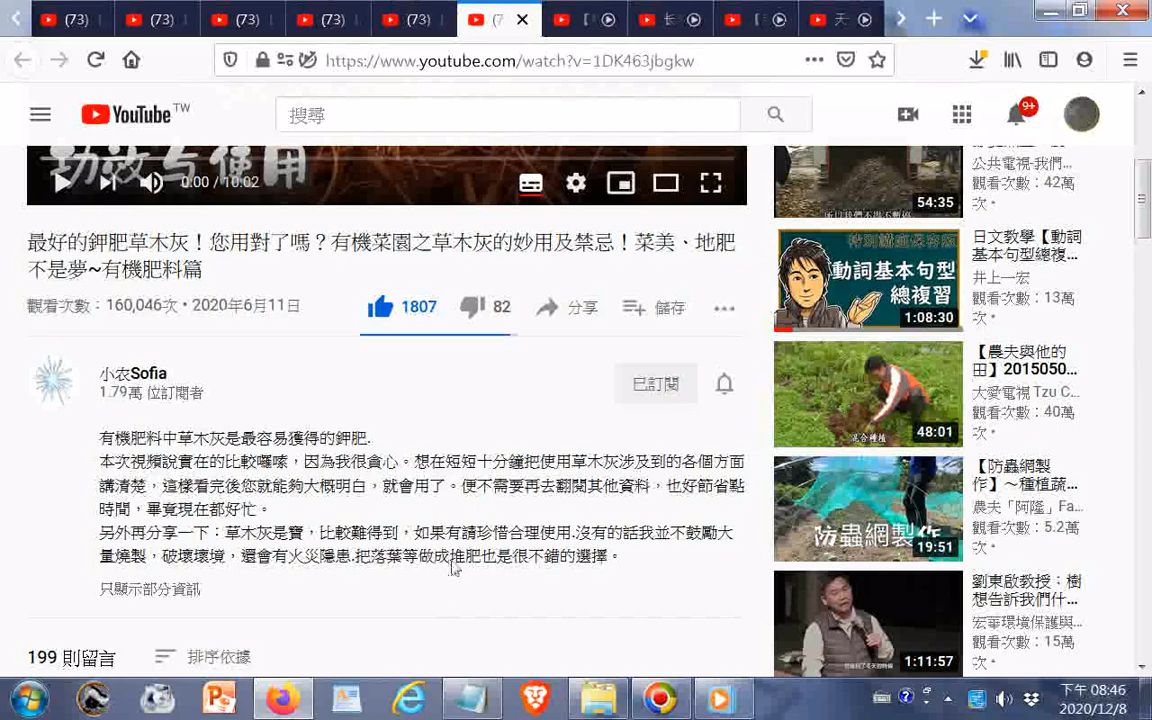 (73)
(73)
(73)
(73)
(73)
(7
https://www.youtube.com/watch?v=1DK463jbgkw
YouTube TW
搜尋
9+
功效与使用
0:00 / 10:02
最好的鉀肥草木灰！您用對了嗎？有機菜園之草木灰的妙用及禁忌！菜美、地肥
不是夢~有機肥料篇
觀看次數：160,046次 • 2020年6月11日
1807
82
分享
儲存
小农Sofia
1.79萬 位訂閱者
已訂閱
有機肥料中草木灰是最容易獲得的鉀肥.
本次視頻說實在的比較囉嗦，因為我很貪心。想在短短十分鐘把使用草木灰涉及到的各個方面
講清楚，這樣看完後您就能夠大概明白，就會用了。便不需要再去翻閱其他資料，也好節省點
時間，畢竟現在都好忙。
另外再分享一下：草木灰是寶，比較難得到，如果有請珍惜合理使用.沒有的話我並不鼓勵大
量燒製，破壞環境，還會有火災隱患.把落葉等做成堆肥也是很不錯的選擇。
只顯示部分資訊
199 則留言
排序依據
54:35
公共電視-我們...
觀看次數：42萬
次 •
動詞基本句型
總複習
1:08:30
日文教學【動詞
基本句型總複...
井上一宏
觀看次數：13萬
次 •
混合種植
48:01
【農夫與他的
田】2015050...
大愛電視 Tzu C...
觀看次數：40萬
次 •
防蟲網製作
19:51
【防蟲網製
作】～種植蔬...
農夫「阿隆」Fa...
觀看次數：5.2萬
次 •
1:11:57
劉東啟教授：樹
想告訴我們什...
宏華環境保護與...
觀看次數：15萬
次 •
下午 08:46
2020/12/8